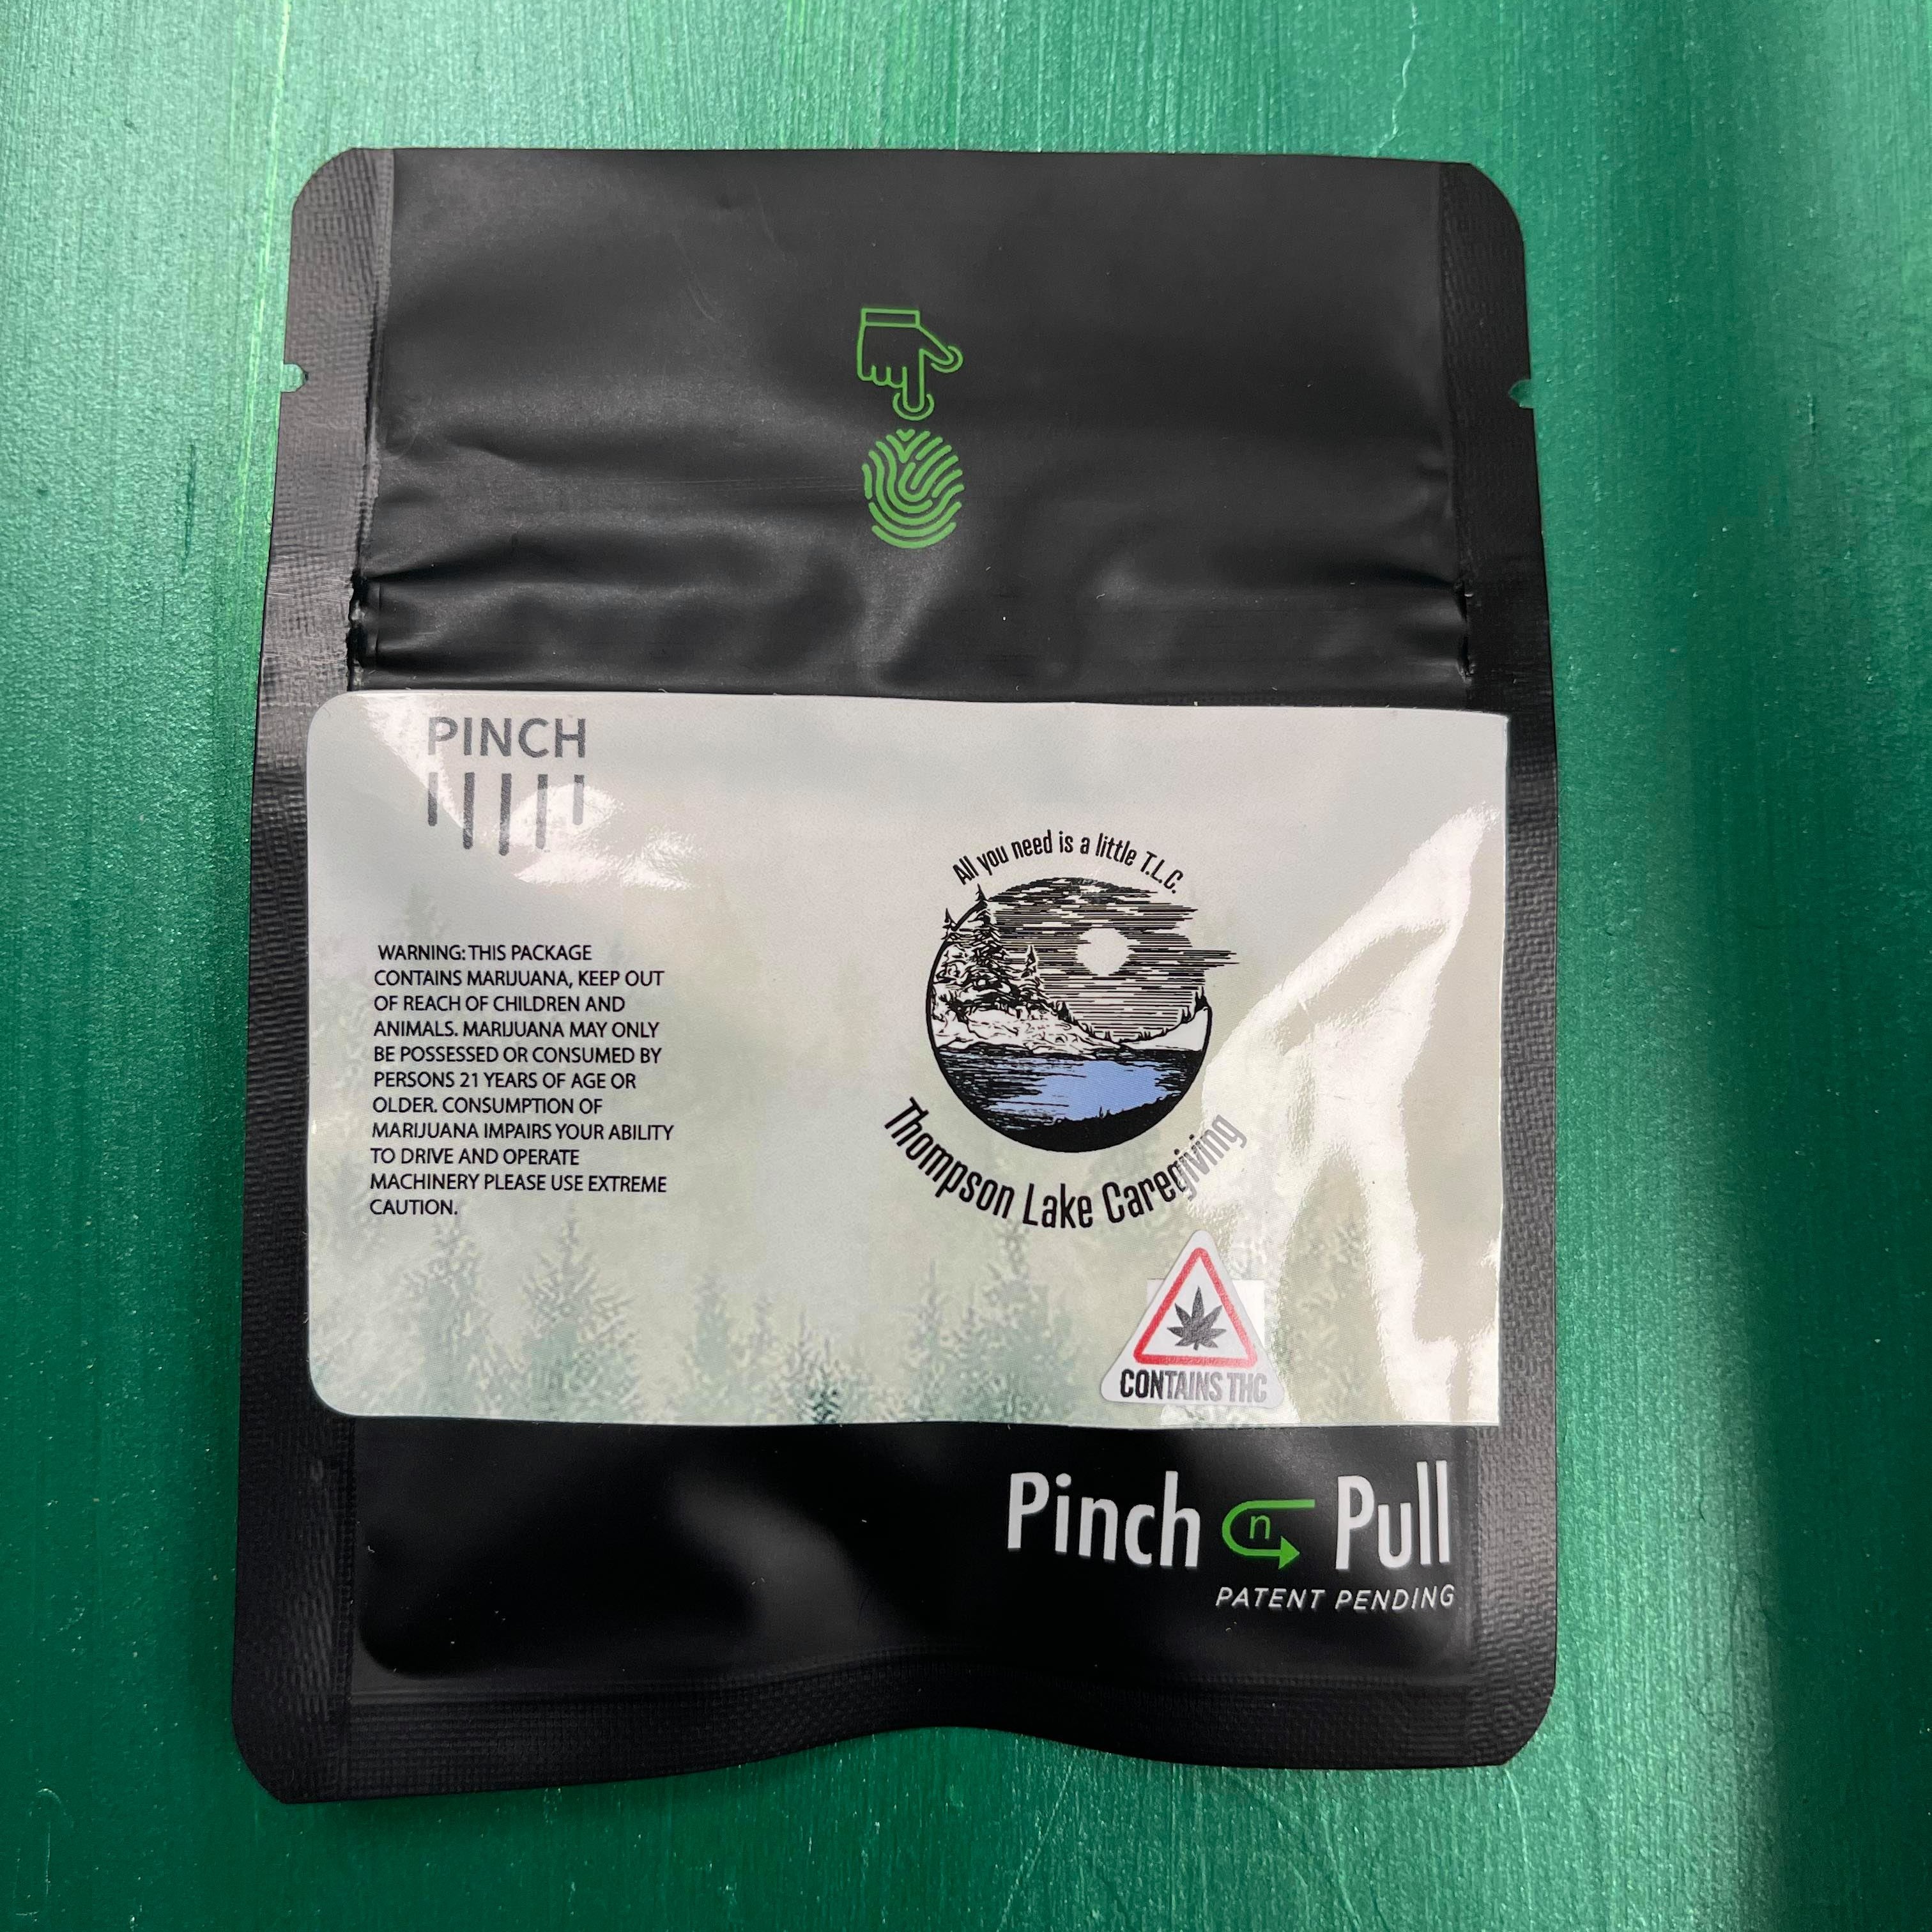 PINCH
WARNING: THIS PACKAGE
CONTAINS MARIJUANA, KEEP OUT
OF REACH OF CHILDREN AND
ANIMALS. MARIJUANA MAY ONLY
BE POSSESSED OR CONSUMED BY
PERSONS 21 YEARS OF AGE OR
OLDER. CONSUMPTION OF
MARIJUANA IMPAIRS YOUR ABILITY
TO DRIVE AND OPERATE
MACHINERY PLEASE USE EXTREME
CAUTION.
All you need is a little T.L.C.
Thompson Lake Caregiving
CONTAINS THC
Pinch n Pull
PATENT PENDING